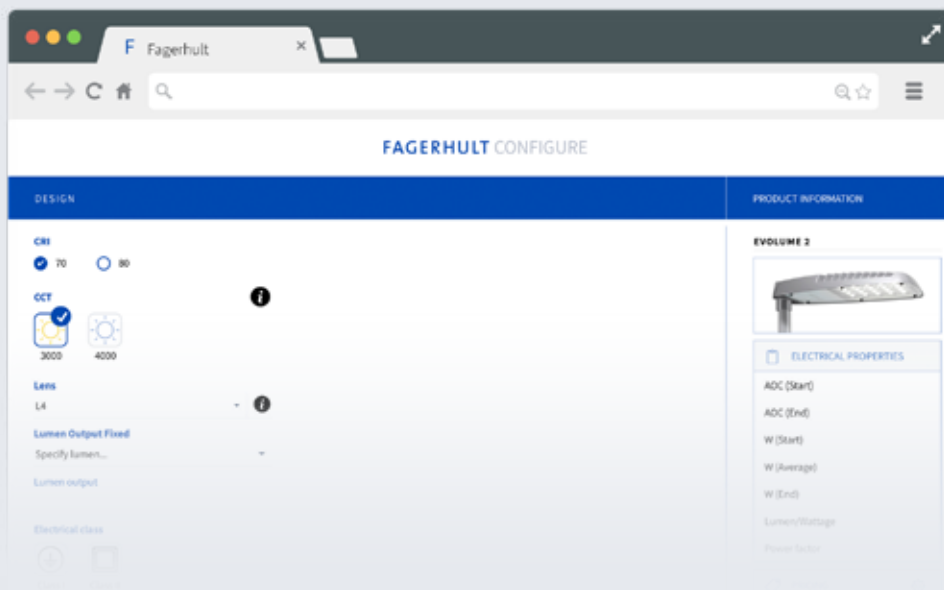 F Fagerhult
FAGERHULT CONFIGURE
DESIGN
PRODUCT INFORMATION
CRI
70 80
CCT
3000 4000
Lens
L4
Lumen Output Fixed
Specify lumen...
Lumen output
Electrical class
EVOLUME 2
ELECTRICAL PROPERTIES
AOC (Start)
AOC (End)
W (Start)
W (Average)
W (End)
Lumen/Wattage
Power factor